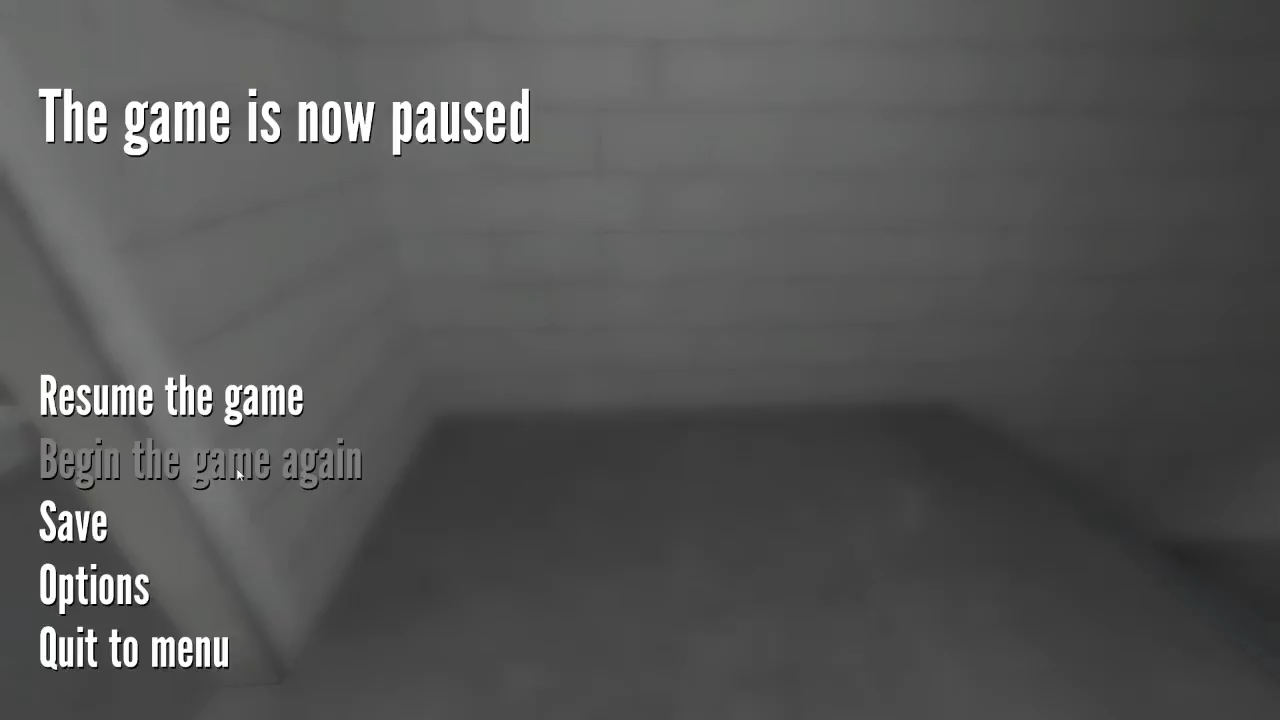 The game is now paused
Resume the game
Begin the game again
Save
Options
Quit to menu